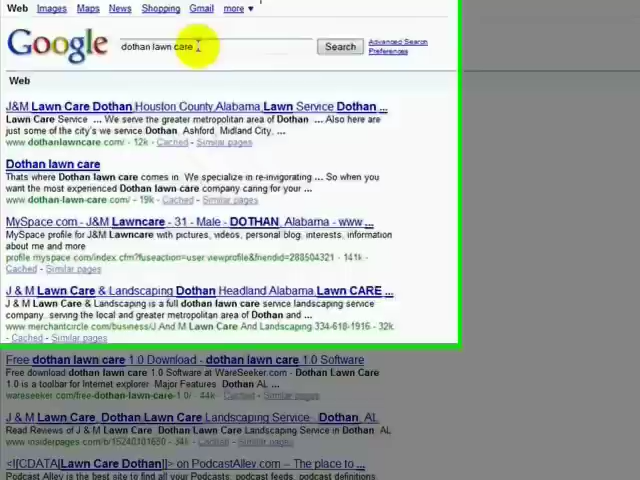 Web Images Maps News Shopping Gmail more ▼
Google dothan lawn care Search Advanced Search
Preferences
Web
J&M Lawn Care Dothan,Houston County,Alabama,Lawn Service Dothan ...
Lawn Care Service ... We serve the greater metropolitan area of Dothan ... Also here are
just some of the city's we service Dothan, Ashford, Midland City, ...
www.dothanlawncare.com/ - 12k - Cached - Similar pages
Dothan lawn care
Thats where Dothan lawn care comes in. We specialize in re-invigorating ... So when you
want the most experienced Dothan lawn-care company caring for your ...
www.dothan-lawn-care.com/ - 19k - Cached - Similar pages
MySpace.com - J&M Lawncare - 31 - Male - DOTHAN, Alabama - www ...
MySpace profile for J&M Lawncare with pictures, videos, personal blog, interests, information
about me and more
profile.myspace.com/index.cfm?fuseaction=user.viewprofile&friendid=288504321 - 141k -
Cached - Similar pages
J & M Lawn Care & Landscaping Dothan Headland Alabama,Lawn CARE ...
J & M Lawn Care & Landscaping is a full dothan lawn care service landscaping service
company..serving the local and greater metropolitan area of Dothan and ...
www.merchantcircle.com/business/J.And.M.Lawn.Care.And.Landscaping.334-618-1916 - 32k -
Cached - Similar pages
Free dothan lawn care 1.0 Download - dothan lawn care 1.0 Software
Free download dothan lawn care 1.0 Software at WareSeeker.com - Dothan Lawn Care
1.0 is a toolbar for Internet explorer. Major Features: Dothan AL ...
wareseeker.com/free-dothan-lawn-care-1.0/ - 44k - Cached - Similar pages
J & M Lawn Care, Dothan Lawn Care,Landscaping Service - Dothan, AL
Read Reviews of J & M Lawn Care, Dothan Lawn Care,Landscaping Service in Dothan, AL
www.insiderpages.com/b/15240101650 - 34k - Cached - Similar pages
<![CDATA[Lawn Care Dothan]]> on PodcastAlley.com -- The place to ...
Podcast Alley is the best site to find all your Podcasts, podcast feeds, podcast definitions,